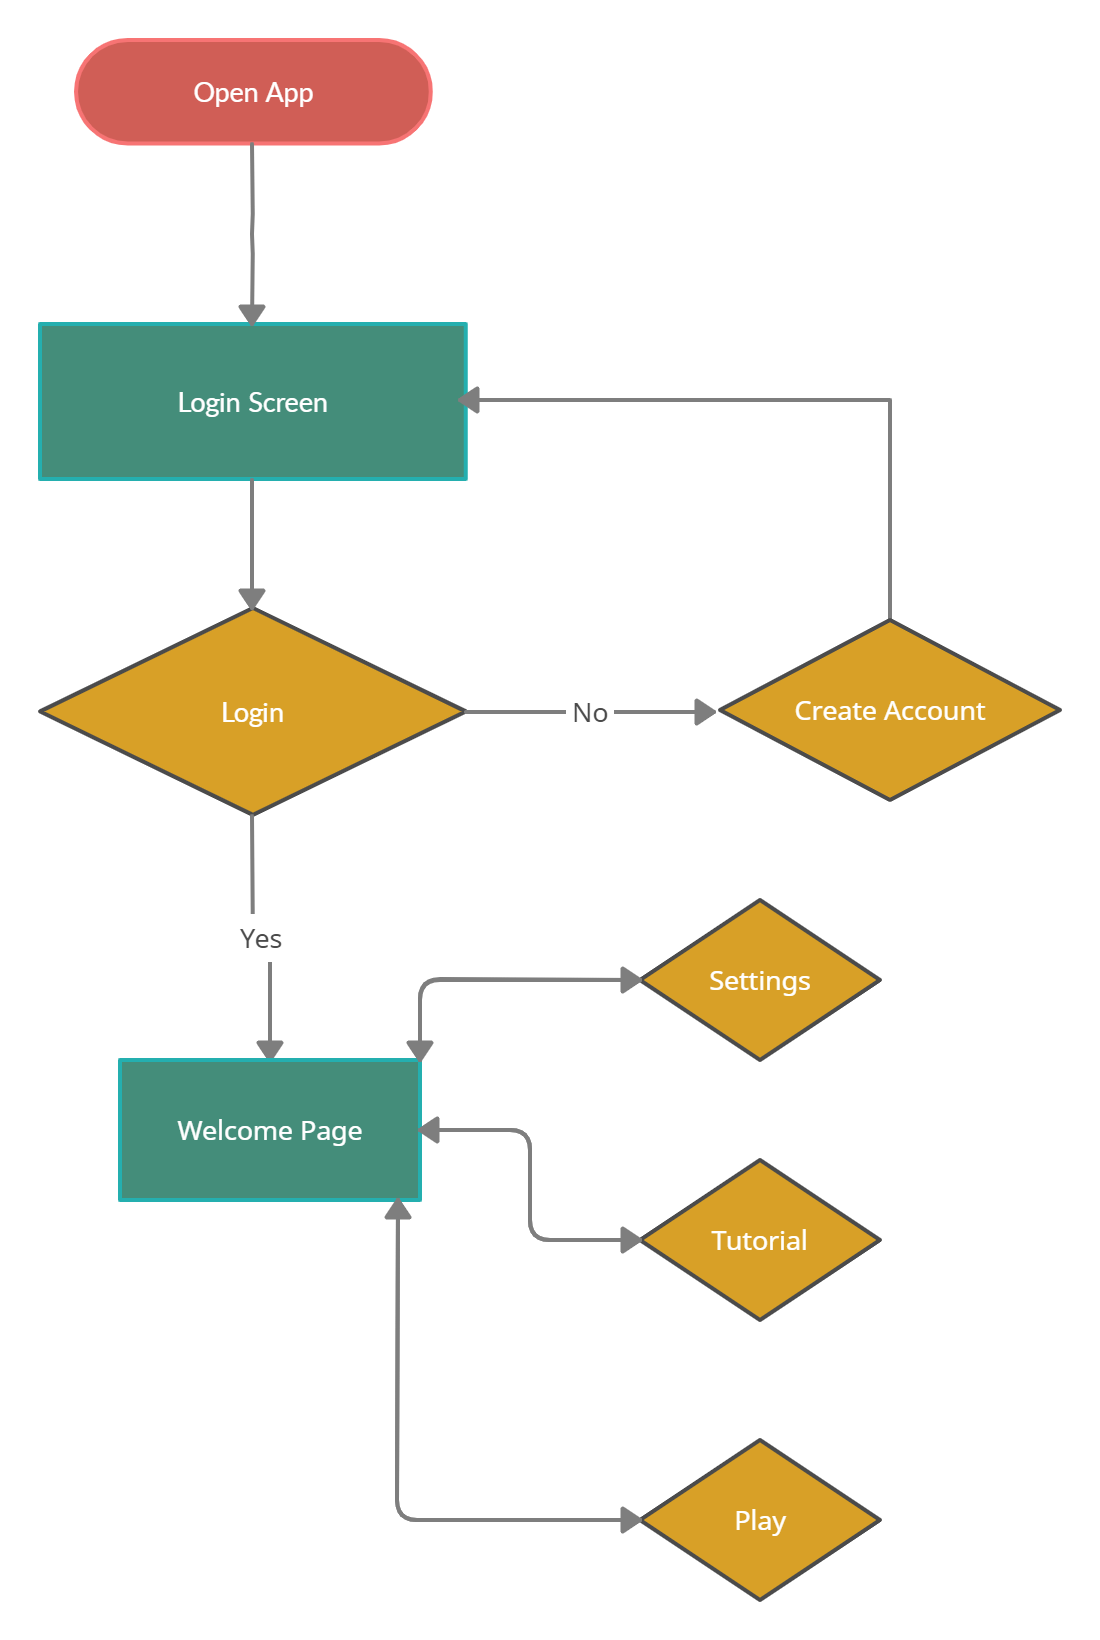 Open App
Login Screen
Login
No
Create Account
Yes
Settings
Welcome Page
Tutorial
Play